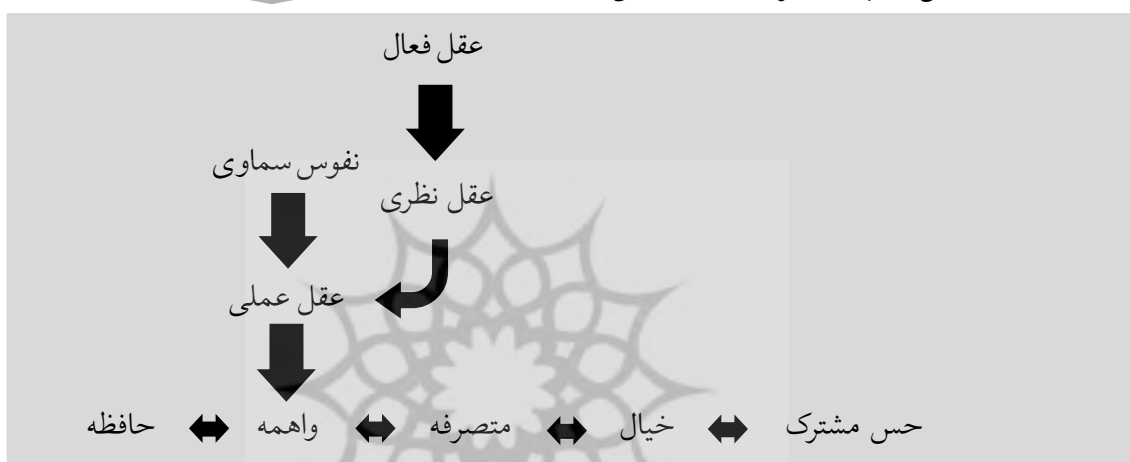 عقل فعال
نفوس سماوی
عقل نظری
عقل عملی
حس مشترک خیال متصرفه واهمه حافظه